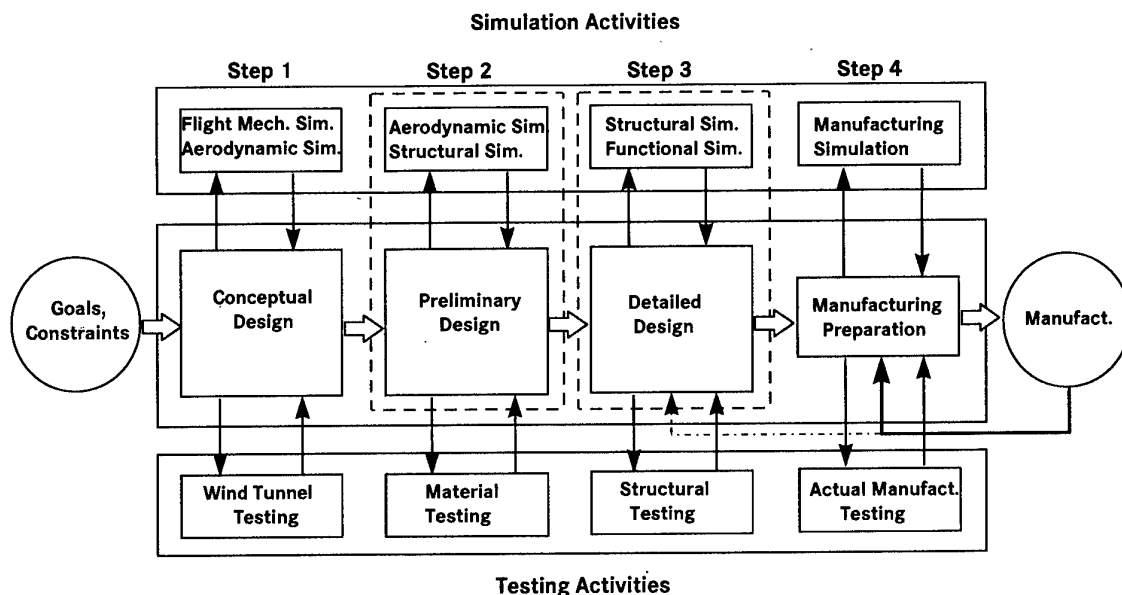 Simulation Activities
Step 1
Step 2
Step 3
Step 4
Flight Mech. Sim.
Aerodynamic Sim.
Aerodynamic Sim.
Structural Sim.
Structural Sim.
Functional Sim.
Manufacturing
Simulation
Goals,
Constraints
Conceptual
Design
Preliminary
Design
Detailed
Design
Manufacturing
Preparation
Manufact.
Wind Tunnel
Testing
Material
Testing
Structural
Testing
Actual Manufact.
Testing
Testing Activities